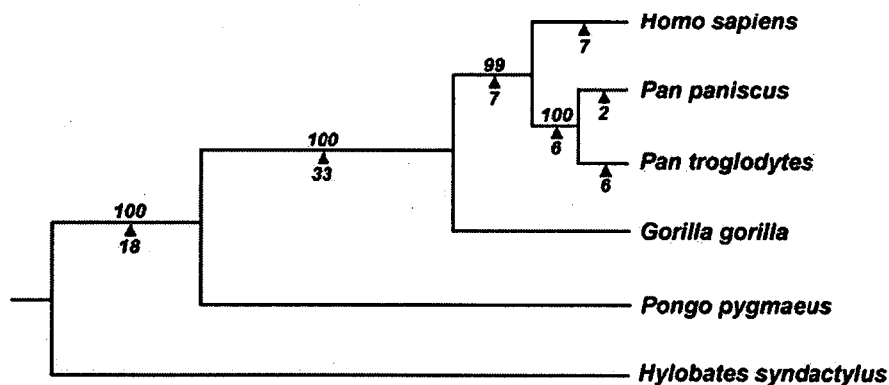 Homo sapiens
7
99
7
Pan paniscus
2
100
6
Pan troglodytes
6
100
33
Gorilla gorilla
100
18
Pongo pygmaeus
Hylobates syndactylus